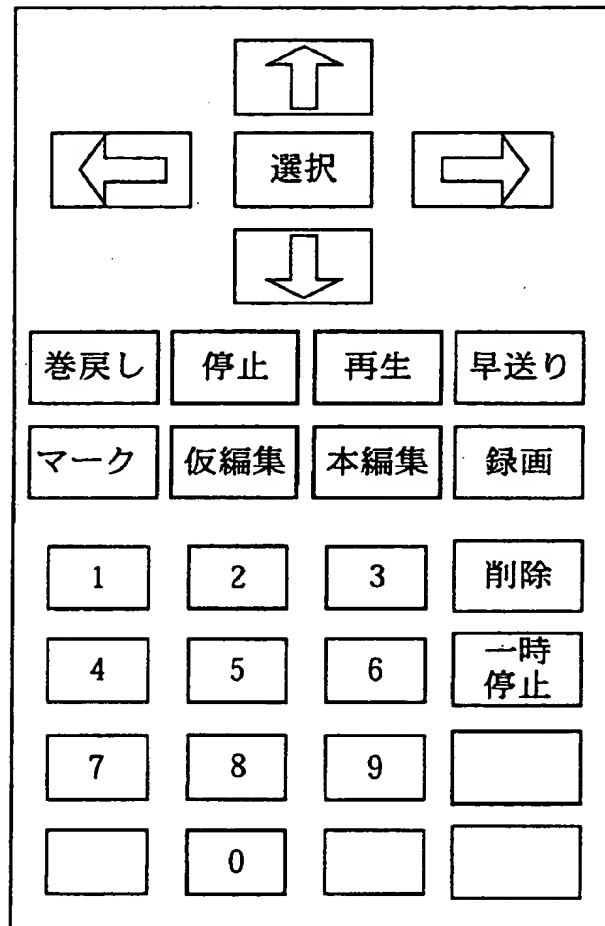 選択
巻戻し 停止 再生 早送り
マーク 仮編集 本編集 録画
1 2 3 削除
4 5 6 一時
停止
7 8 9
0